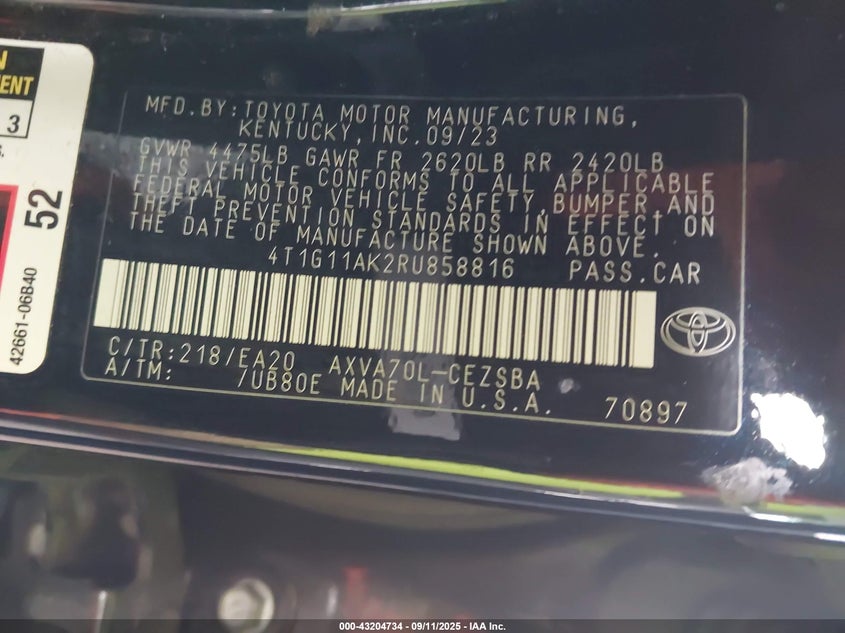 MFD.BY:TOYOTA MOTOR MANUFACTURING,
KENTUCKY,INC.09/23
GVWR 4475LB GAWR FR 2620LB RR 2420LB
THIS VEHICLE CONFORMS TO ALL APPLICABLE
FEDERAL MOTOR VEHICLE SAFETY,BUMPER,AND
THEFT PREVENTION STANDARDS IN EFFECT ON
THE DATE OF MANUFACTURE SHOWN ABOVE.
4T1G11AK2RU858816 PASS.CAR
C/TR:218/EA20 AXVA70L-CEZSBA
A/TM: /UB80E MADE IN U.S.A. 70897
3
52
42661-06B40
000-43204734 - 09/11/2025 - IAA Inc.